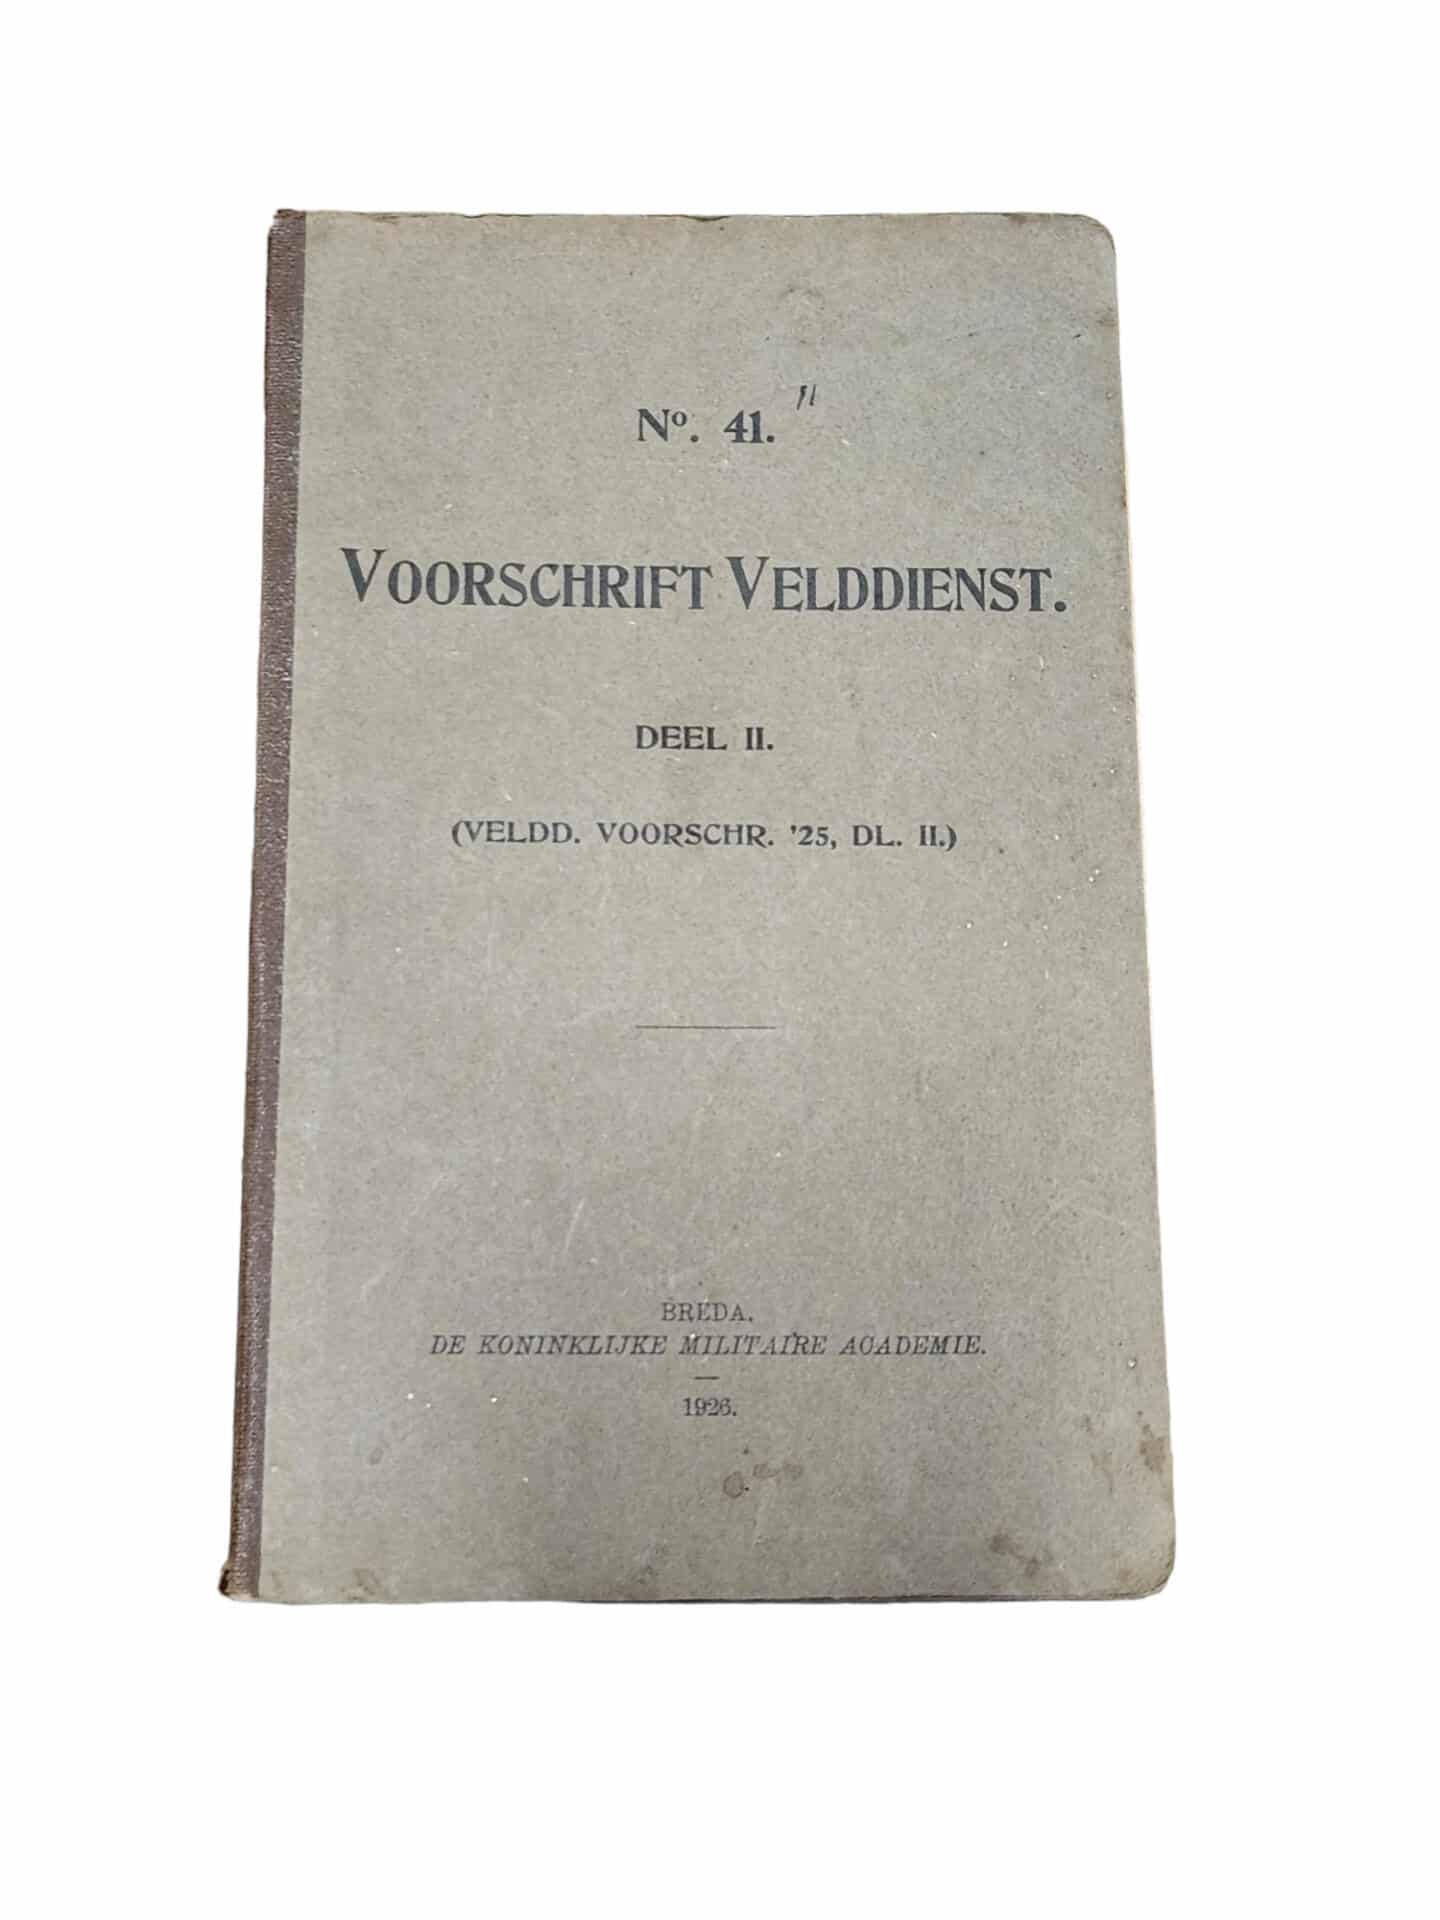 Nº. 41.
VOORSCHRIFT VELDDIENST.
DEEL II.
(VELDD. VOORSCHR. '25, DL. II.)
BREDA.
DE KONINKLIJKE MILITAIRE ACADEMIE.
1926.